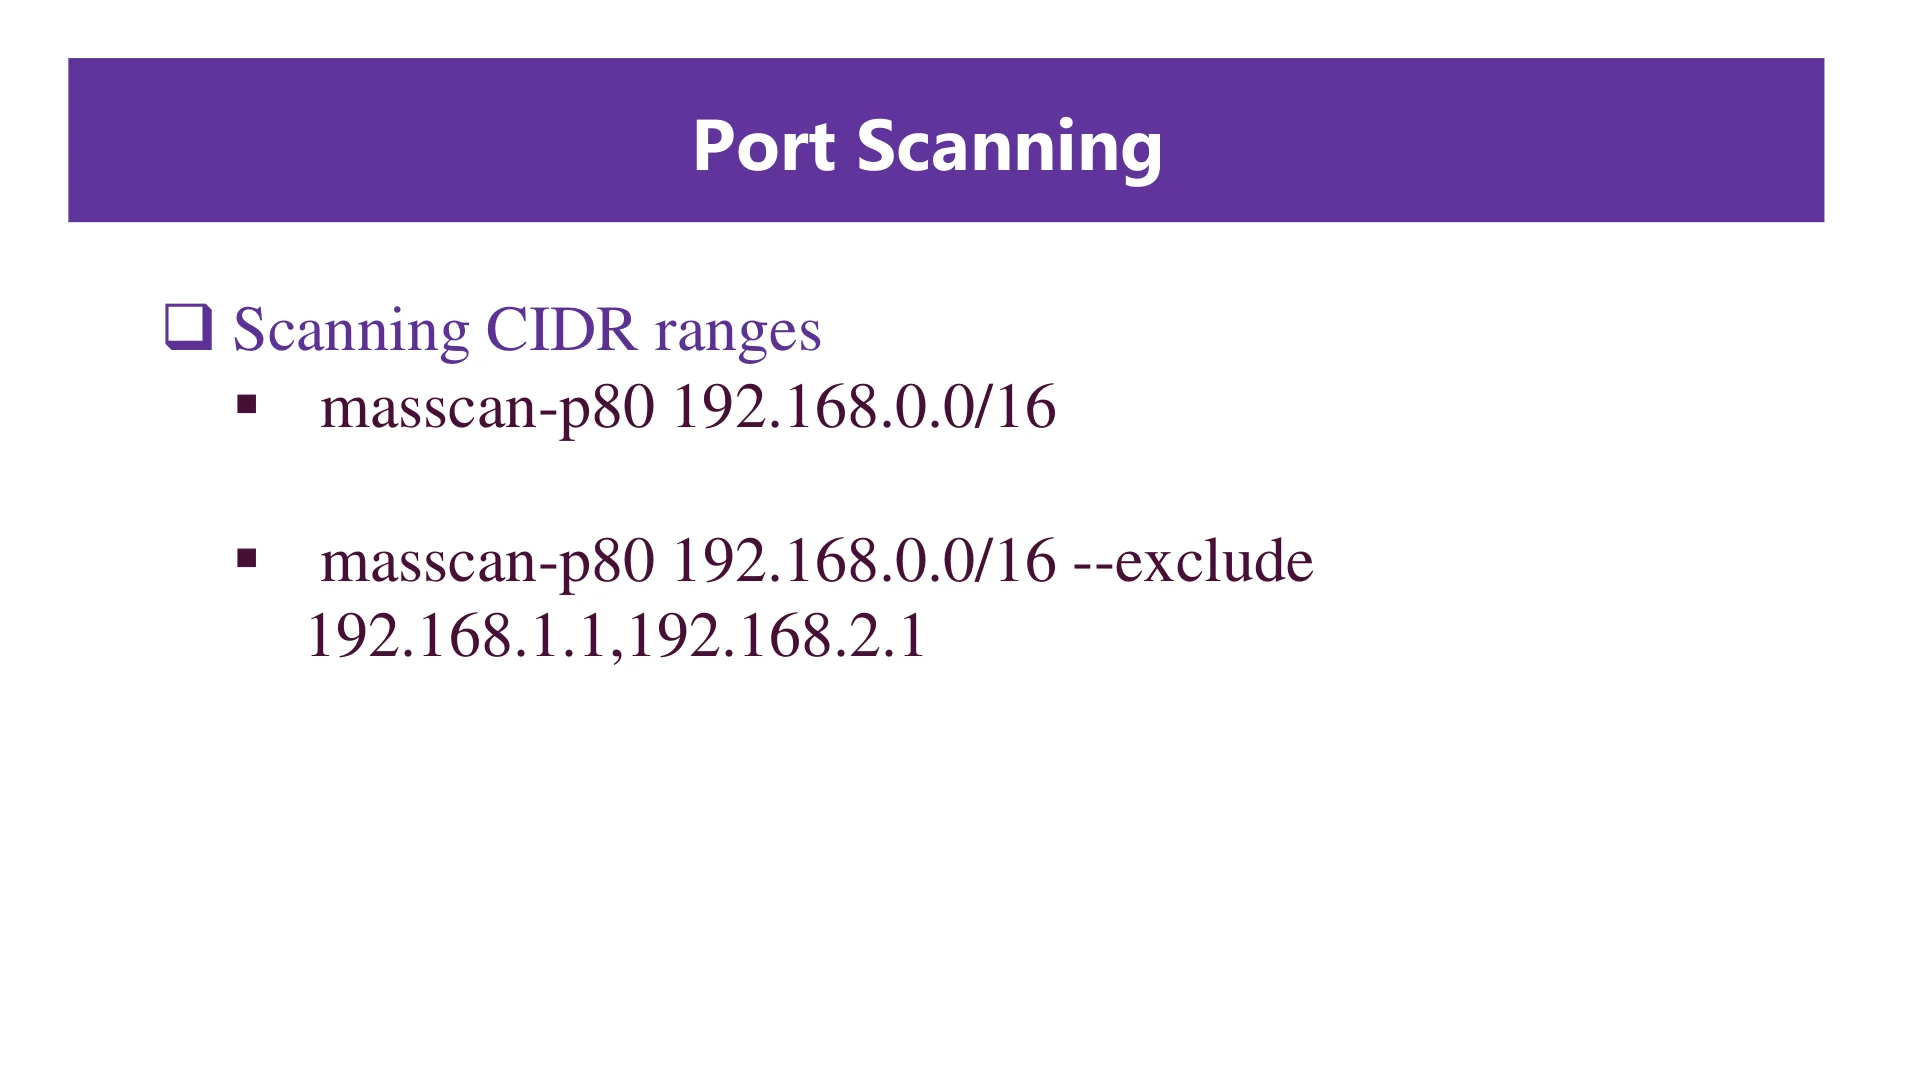 Port Scanning
❑ Scanning CIDR ranges
▪ masscan-p80 192.168.0.0/16
▪ masscan-p80 192.168.0.0/16 --exclude
192.168.1.1,192.168.2.1